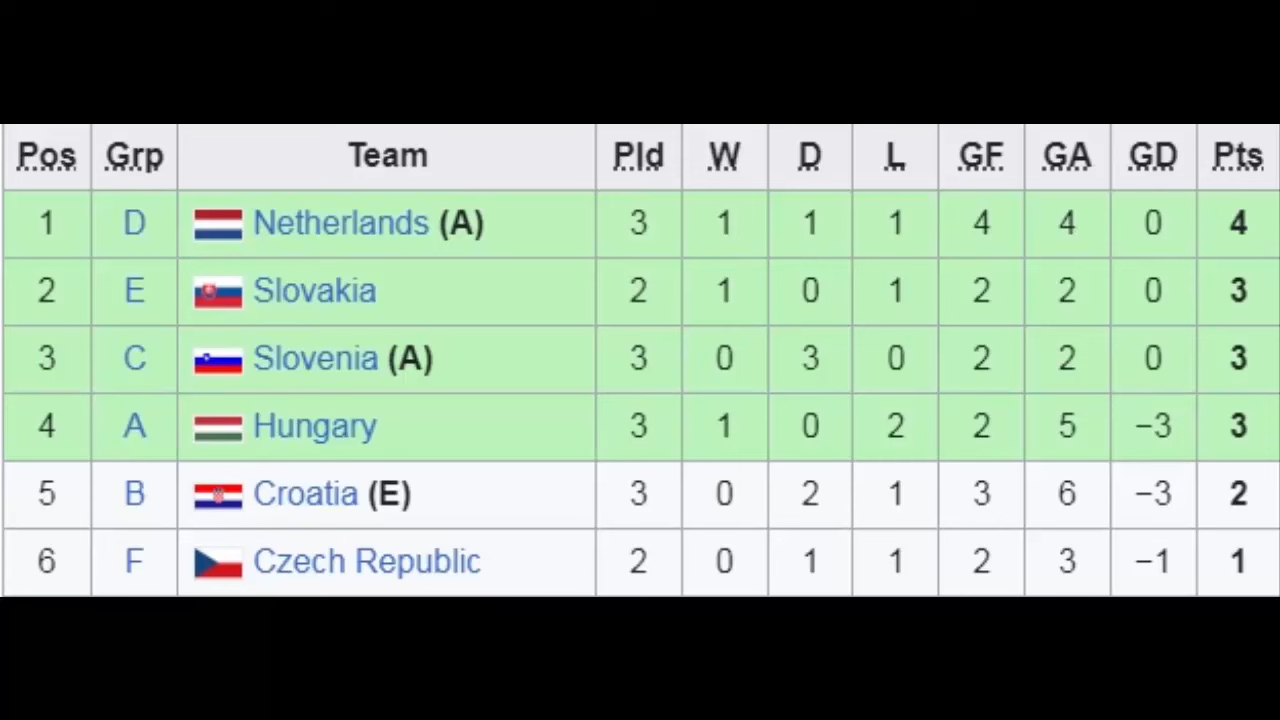 Pos Grp Team Pld W D L GF GA GD Pts
1 D Netherlands (A) 3 1 1 1 4 4 0 4
2 E Slovakia 2 1 0 1 2 2 0 3
3 C Slovenia (A) 3 0 3 0 2 2 0 3
4 A Hungary 3 1 0 2 2 5 −3 3
5 B Croatia (E) 3 0 2 1 3 6 −3 2
6 F Czech Republic 2 0 1 1 2 3 −1 1